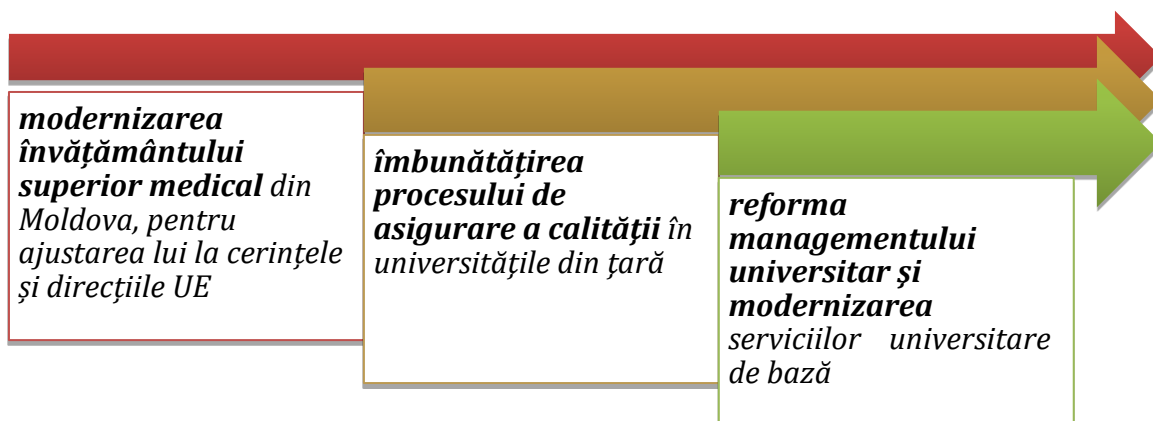 modernizarea
învățământului
superior medical din
Moldova, pentru
ajustarea lui la cerințele
și direcțiile UE
îmbunătățirea
procesului de
asigurare a calității în
universitățile din țară
reforma
managementului
universitar şi
modernizarea
serviciilor universitare
de bază